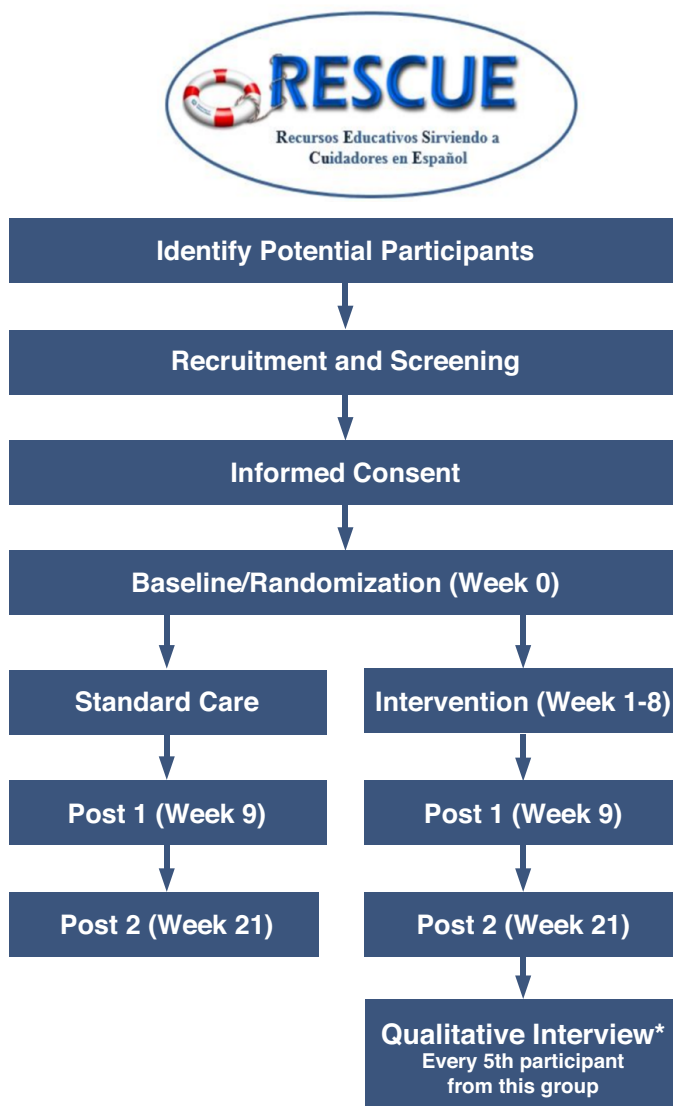 RESCUE
Recursos Educativos Sirviendo a
Cuidadores en Español
Identify Potential Participants
Recruitment and Screening
Informed Consent
Baseline/Randomization (Week 0)
Standard Care
Intervention (Week 1-8)
Post 1 (Week 9)
Post 1 (Week 9)
Post 2 (Week 21)
Post 2 (Week 21)
Qualitative Interview*
Every 5th participant
from this group